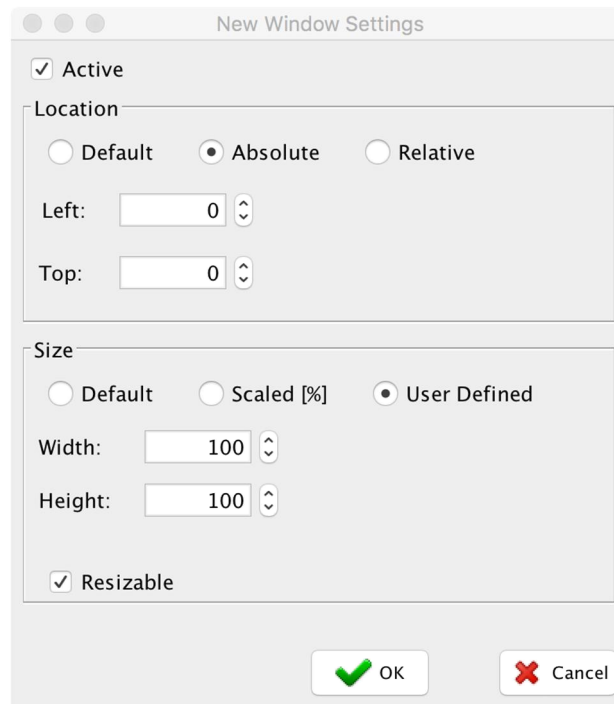 New Window Settings
Active
Location
Default Absolute Relative
Left: 0
Top: 0
Size
Default Scaled [%] User Defined
Width: 100
Height: 100
Resizable
OK Cancel